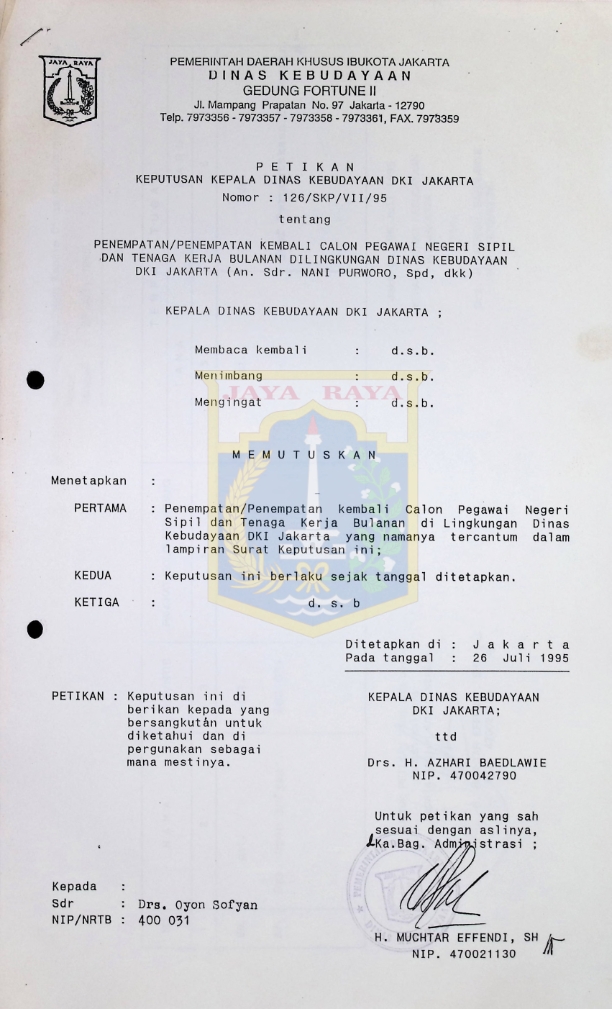 JAYA RAYA
PEMERINTAH DAERAH KHUSUS IBUKOTA JAKARTA
DINAS KEBUDAYAAN
GEDUNG FORTUNE II
Jl. Mampang Prapatan No. 97 Jakarta - 12790
Telp. 7973356 - 7973357 - 7973358 - 7973361, FAX. 7973359
P E T I K A N
KEPUTUSAN KEPALA DINAS KEBUDAYAAN DKI JAKARTA
Nomor : 126/SKP/VII/95
tentang
PENEMPATAN/PENEMPATAN KEMBALI CALON PEGAWAI NEGERI SIPIL
DAN TENAGA KERJA BULANAN DILINGKUNGAN DINAS KEBUDAYAAN
DKI JAKARTA (An. Sdr. NANI PURWORO, Spd, dkk)
KEPALA DINAS KEBUDAYAAN DKI JAKARTA ;
Membaca kembali : d.s.b.
Menimbang : d.s.b.
JAYA RAYA
Mengingat : d.s.b.
M E M U T U S K A N
Menetapkan :
PERTAMA : Penempatan/Penempatan kembali Calon Pegawai Negeri
Sipil dan Tenaga Kerja Bulanan di Lingkungan Dinas
Kebudayaan DKI Jakarta yang namanya tercantum dalam
lampiran Surat Keputusan ini;
KEDUA : Keputusan ini berlaku sejak tanggal ditetapkan.
KETIGA : d. s. b
Ditetapkan di : J a k a r t a
Pada tanggal : 26 Juli 1995
PETIKAN : Keputusan ini di
berikan kepada yang
bersangkutan untuk
diketahui dan di
pergunakan sebagai
mana mestinya.
KEPALA DINAS KEBUDAYAAN
DKI JAKARTA;
ttd
Drs. H. AZHARI BAEDLAWIE
NIP. 470042790
Untuk petikan yang sah
sesuai dengan aslinya,
Ka.Bag. Administrasi ;
Kepada :
Sdr : Drs. Oyon Sofyan
NIP/NRTB : 400 031
H. MUCHTAR EFFENDI, SH
NIP. 470021130